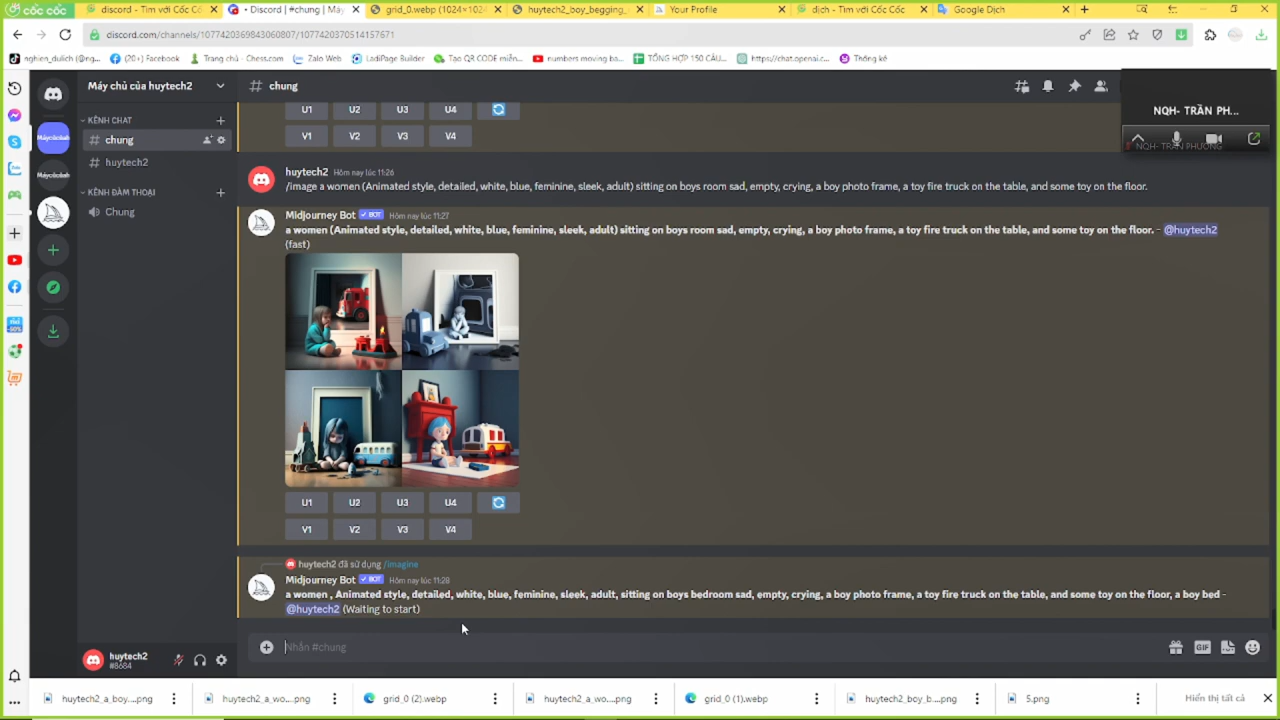 cốc cốc
discord - Tìm với Cốc Cố
• Discord | #chung | Máy
grid_0.webp (1024×1024
huytech2_boy_begging_
Your Profile
dịch - Tìm với Cốc Cốc
Google Dịch
discord.com/channels/1077420369843060807/1077420370514157671
nghien_dulich (@ng...
(20+) Facebook
Trang chủ - Chess.com
Zalo Web
LadiPage Builder
Tạo QR CODE miễn...
numbers moving ba...
TỔNG HỢP 150 CÂU...
https://chat.openai.c...
Thống kê
Máy chủ của huytech2
# chung
NQH- TRẦN PH...
NQH- TRẦN PHƯƠNG
KÊNH CHAT
# chung
# huytech2
KÊNH ĐÀM THOẠI
Chung
U1 U2 U3 U4
V1 V2 V3 V4
huytech2 Hôm nay lúc 11:26
/image a women (Animated style, detailed, white, blue, feminine, sleek, adult) sitting on boys room sad, empty, crying, a boy photo frame, a toy fire truck on the table, and some toy on the floor.
Midjourney Bot ✓ BOT Hôm nay lúc 11:27
a women (Animated style, detailed, white, blue, feminine, sleek, adult) sitting on boys room sad, empty, crying, a boy photo frame, a toy fire truck on the table, and some toy on the floor. - @huytech2
(fast)
U1 U2 U3 U4
V1 V2 V3 V4
huytech2 đã sử dụng /imagine
Midjourney Bot ✓ BOT Hôm nay lúc 11:28
a women , Animated style, detailed, white, blue, feminine, sleek, adult, sitting on boys bedroom sad, empty, crying, a boy photo frame, a toy fire truck on the table, and some toy on the floor, a boy bed -
@huytech2 (Waiting to start)
huytech2
#8684
Nhắn #chung
GIF
huytech2_a_boy....png
huytech2_a_wo....png
grid_0 (2).webp
huytech2_a_wo....png
grid_0 (1).webp
huytech2_boy_b....png
5.png
Hiển thị tất cả